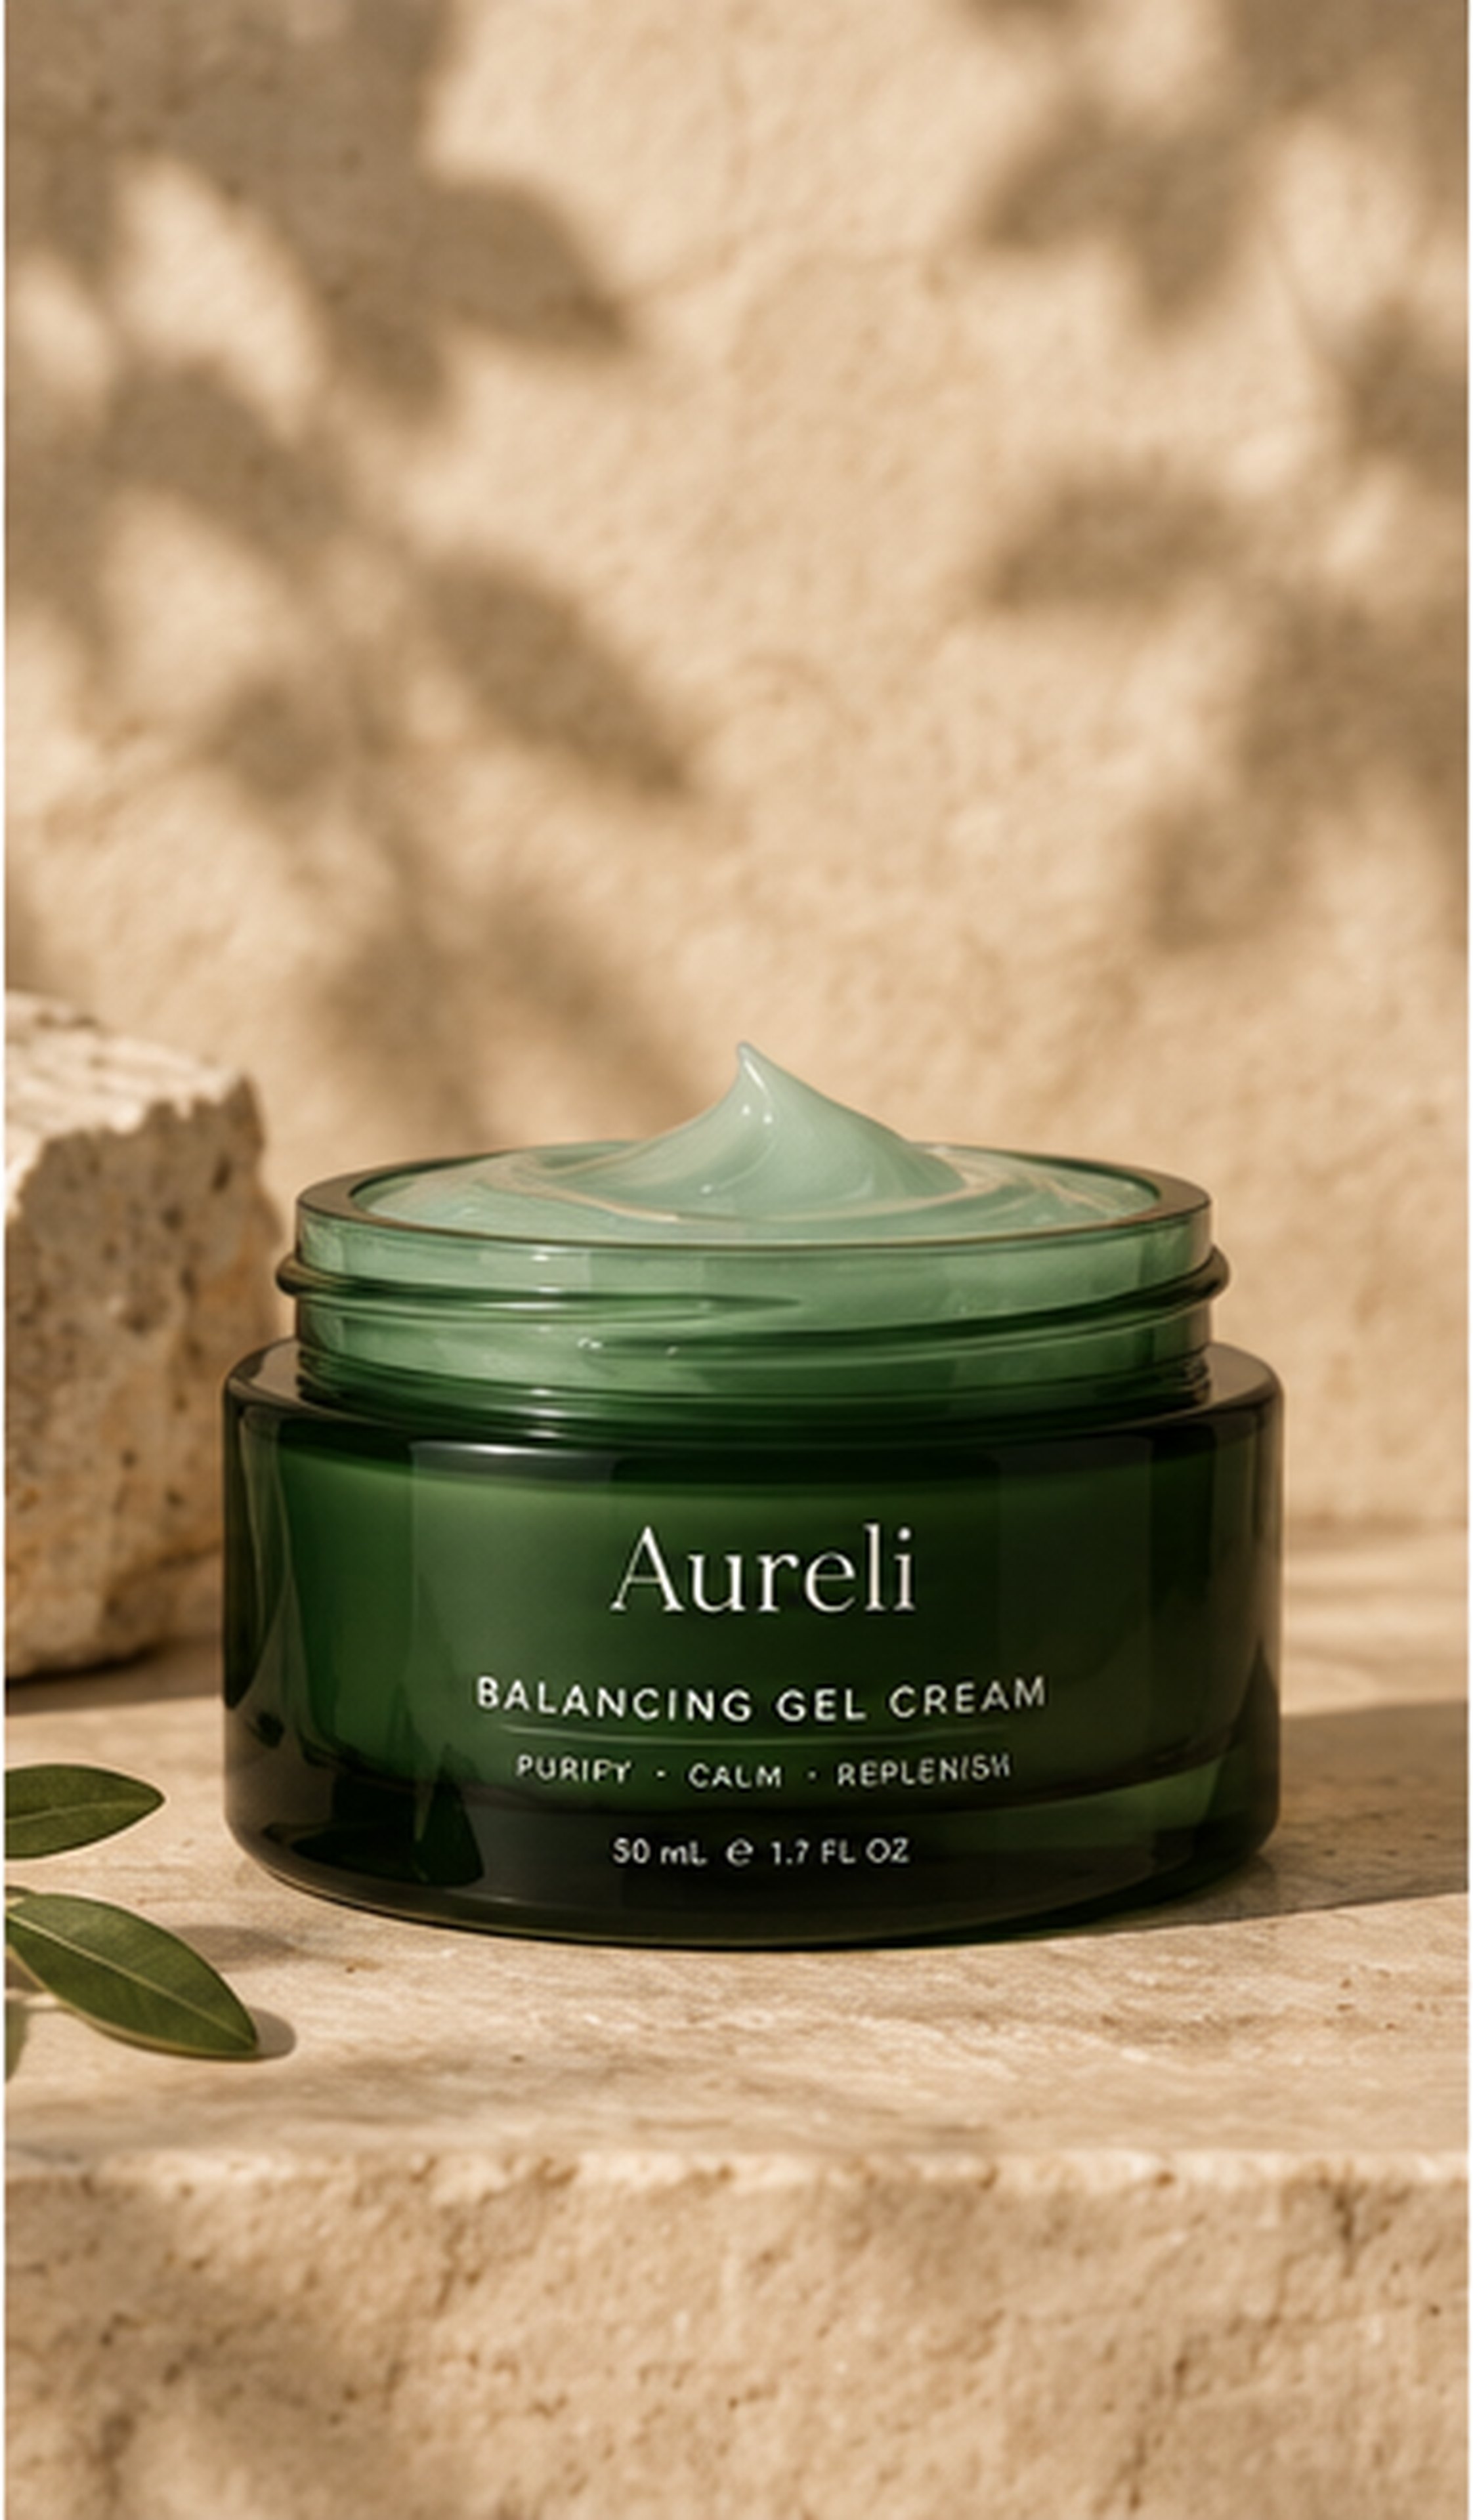 Aureli
BALANCING GEL CREAM
PURIFY · CALM · REPLENISH
50 mL ℮ 1.7 FL OZ